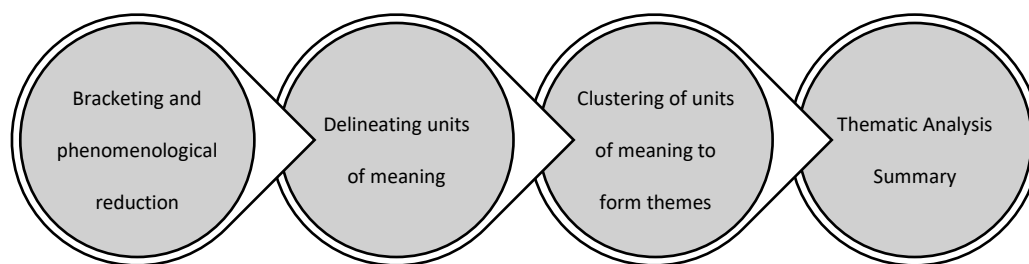 Bracketing and
phenomenological
reduction
Delineating units
of meaning
Clustering of units
of meaning to
form themes
Thematic Analysis
Summary